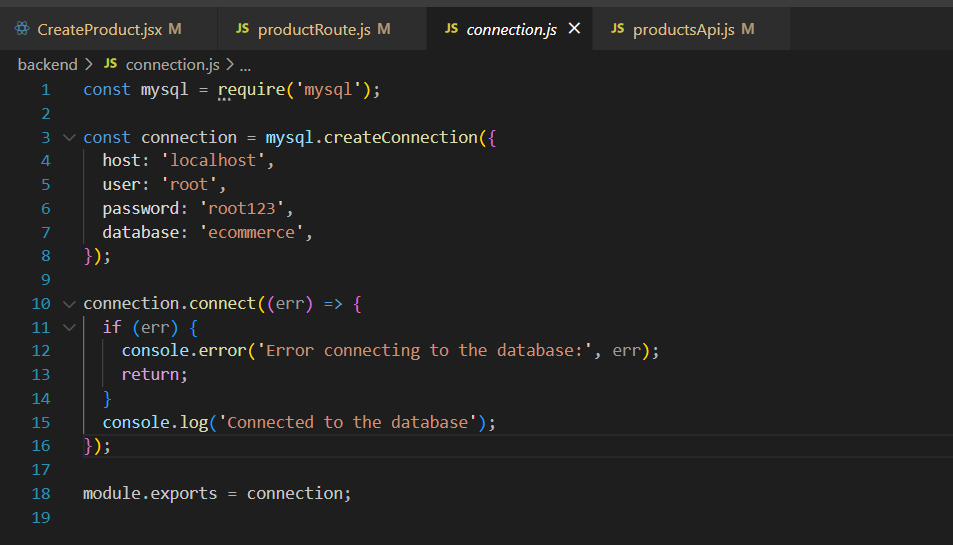 CreateProduct.jsx M JS productRoute.js M JS connection.js JS productsApi.js M
backend > JS connection.js > ...
1 const mysql = require('mysql');
2
3 const connection = mysql.createConnection({
4 host: 'localhost',
5 user: 'root',
6 password: 'root123',
7 database: 'ecommerce',
8 });
9
10 connection.connect((err) => {
11 if (err) {
12 console.error('Error connecting to the database:', err);
13 return;
14 }
15 console.log('Connected to the database');
16 });
17
18 module.exports = connection;
19